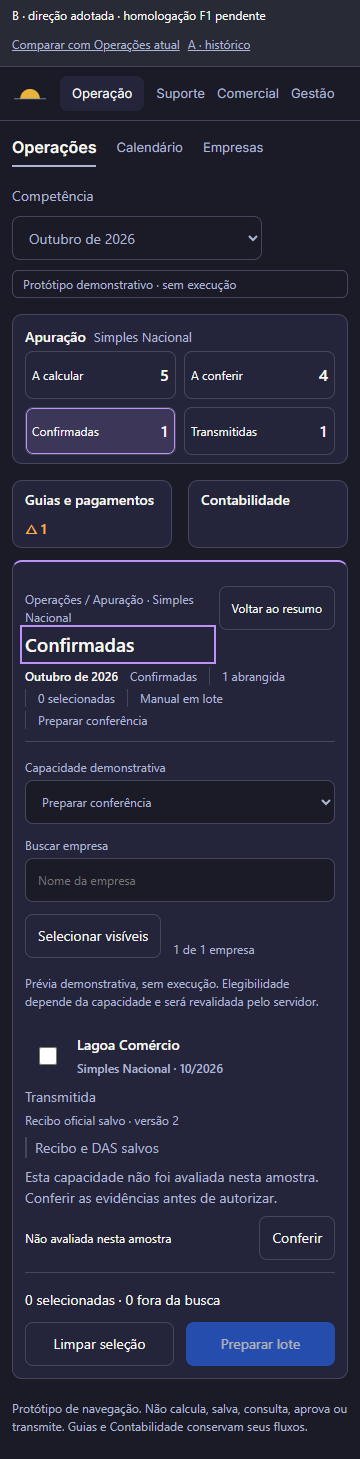 B · direção adotada · homologação F1 pendente
Comparar com Operações atual A · histórico
Operação Suporte Comercial Gestão
Operações Calendário Empresas
Competência
Outubro de 2026
Protótipo demonstrativo · sem execução
Apuração Simples Nacional
A calcular 5 A conferir 4
Confirmadas 1 Transmitidas 1
Guias e pagamentos Contabilidade
△ 1
Operações / Apuração · Simples
Nacional
Voltar ao resumo
Confirmadas
Outubro de 2026 Confirmadas 1 abrangida
0 selecionadas Manual em lote
Preparar conferência
Capacidade demonstrativa
Preparar conferência
Buscar empresa
Nome da empresa
Selecionar visíveis 1 de 1 empresa
Prévia demonstrativa, sem execução. Elegibilidade
depende da capacidade e será revalidada pelo servidor.
Lagoa Comércio
Simples Nacional · 10/2026
Transmitida
Recibo oficial salvo · versão 2
Recibo e DAS salvos
Esta capacidade não foi avaliada nesta amostra.
Conferir as evidências antes de autorizar.
Não avaliada nesta amostra Conferir
0 selecionadas · 0 fora da busca
Limpar seleção Preparar lote
Protótipo de navegação. Não calcula, salva, consulta, aprova ou
transmite. Guias e Contabilidade conservam seus fluxos.